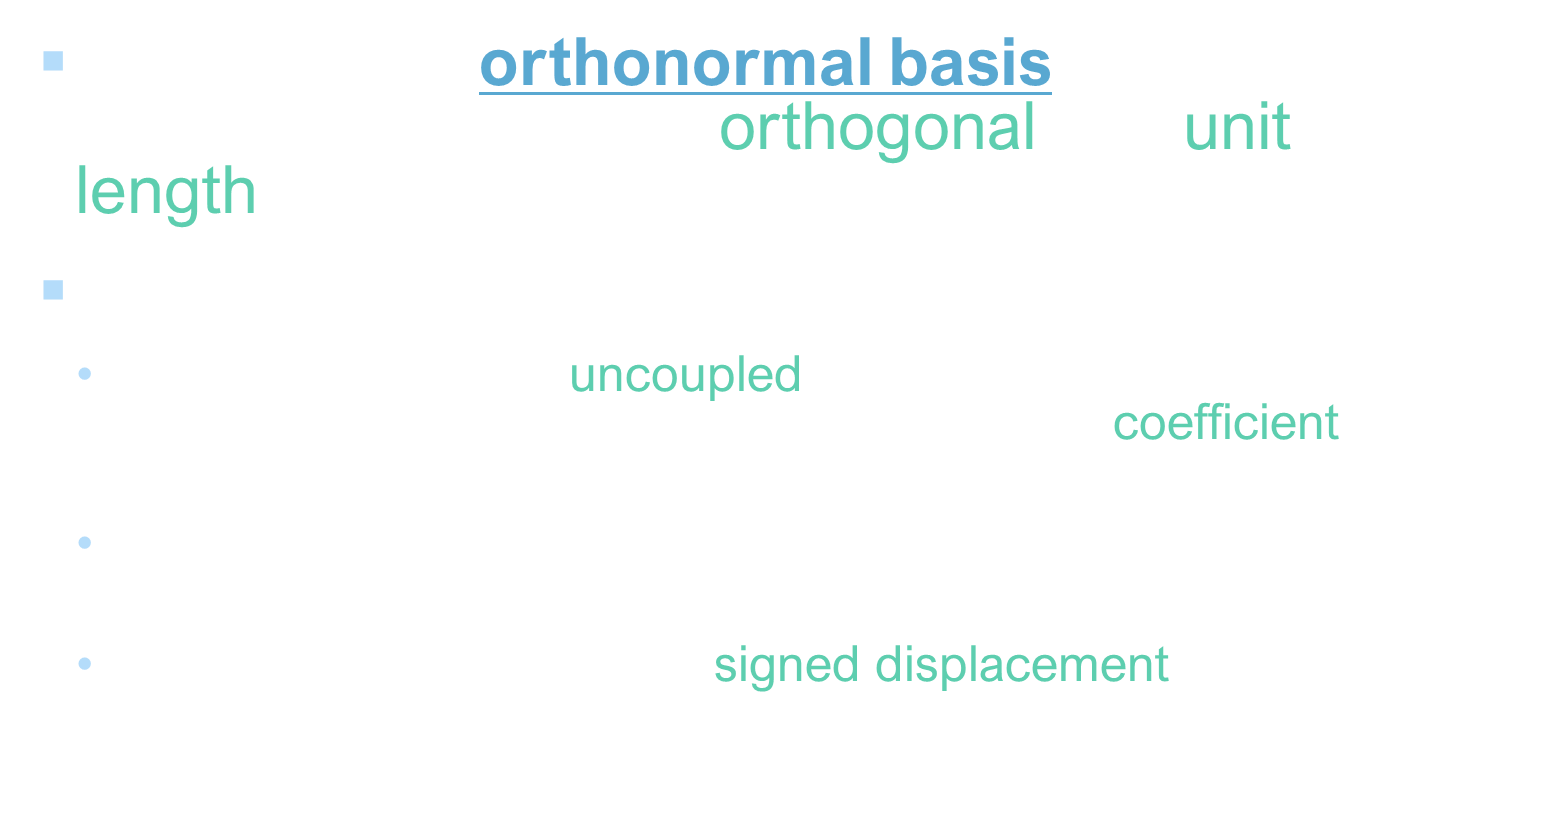 ■ orthonormal basis
orthogonal unit
length
■
• uncoupled
coefficient
•
• signed displacement